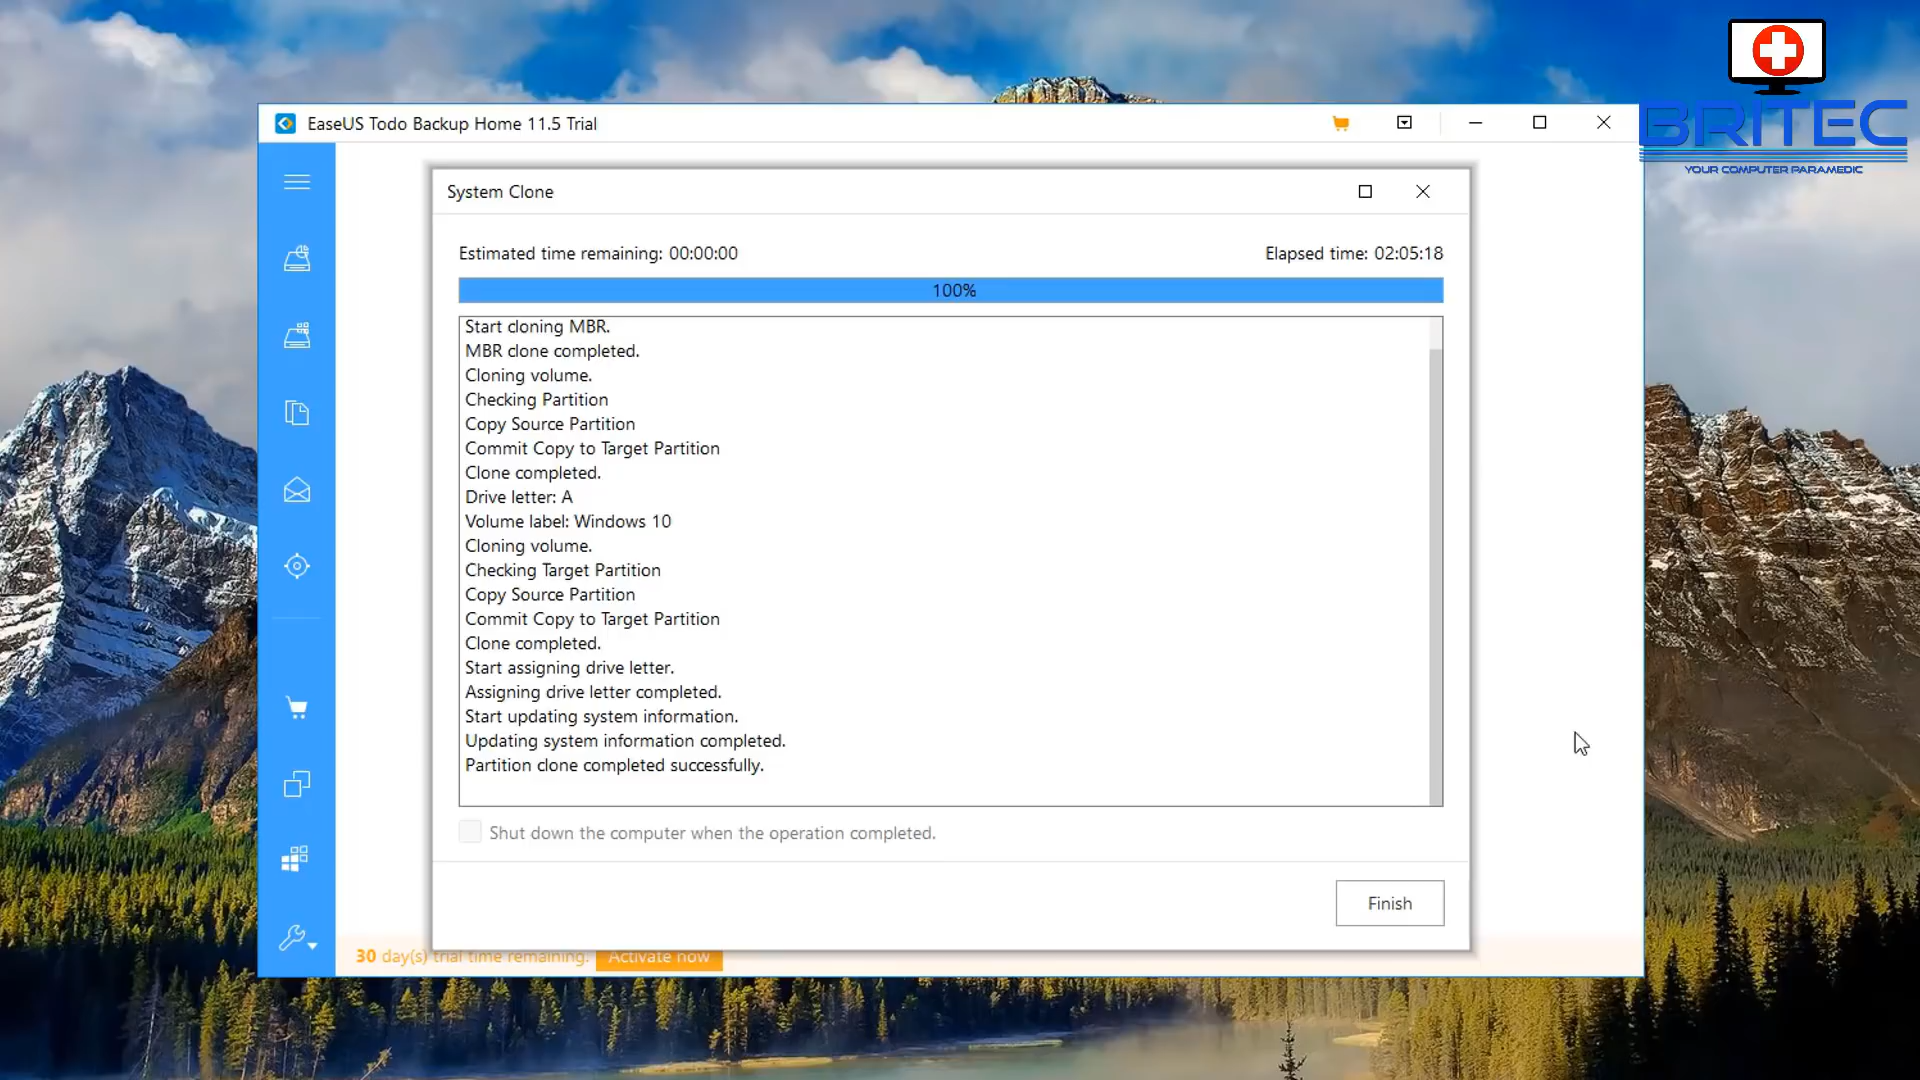 BRITEC
YOUR COMPUTER PARAMEDIC
EaseUS Todo Backup Home 11.5 Trial
System Clone
Estimated time remaining: 00:00:00
Elapsed time: 02:05:18
100%
Start cloning MBR.
MBR clone completed.
Cloning volume.
Checking Partition
Copy Source Partition
Commit Copy to Target Partition
Clone completed.
Drive letter: A
Volume label: Windows 10
Cloning volume.
Checking Target Partition
Copy Source Partition
Commit Copy to Target Partition
Clone completed.
Start assigning drive letter.
Assigning drive letter completed.
Start updating system information.
Updating system information completed.
Partition clone completed successfully.
Shut down the computer when the operation completed.
Finish
30 day(s) trial time remaining. Activate now